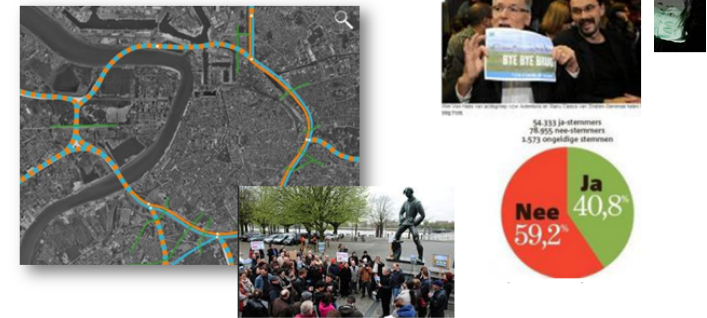 BYE BYE BRUG
54.333 ja-stemmers
78.955 nee-stemmers
1.573 ongeldige stemmen
Ja
40,8%
Nee
59,2%